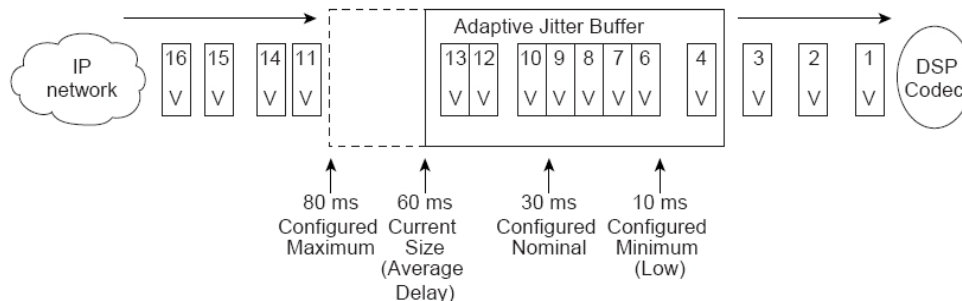 Adaptive Jitter Buffer
IP
network
16
V
15
V
14
V
11
V
13
V
12
V
10
V
9
V
8
V
7
V
6
V
4
V
3
V
2
V
1
V
DSP
Codec
80 ms
Configured
Maximum
60 ms
Current
Size
(Average
Delay)
30 ms
Configured
Nominal
10 ms
Configured
Minimum
(Low)